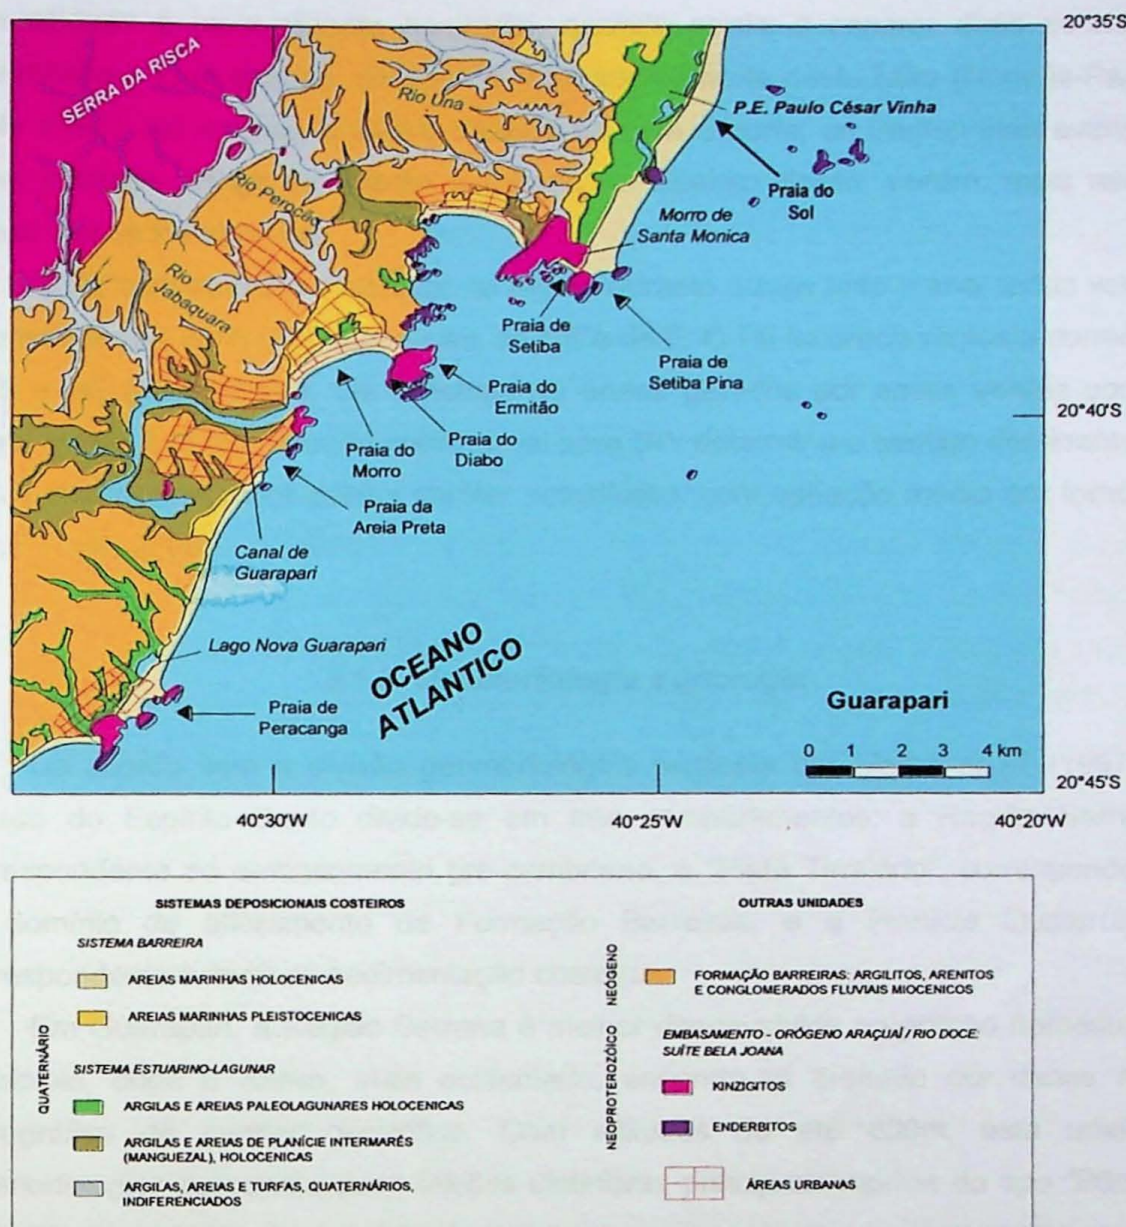 20°35'S
SERRA DA RISCA
Rio Una
P.E. Paulo César Vinha
Praia do
Sol
Rio Perocão
Morro de
Santa Monica
Rio
Jabaquara
Praia de
Setiba
Praia de
Setiba Pina
Praia do
Ermitão
20°40'S
Praia do
Diabo
Praia do
Morro
Praia da
Areia Preta
Canal de
Guarapari
Lago Nova Guarapari
OCEANO
ATLANTICO
Praia de
Peracanga
Guarapari
0 1 2 3 4 km
20°45'S
40°30'W 40°25'W 40°20'W
SISTEMAS DEPOSICIONAIS COSTEIROS
QUATERNÁRIO
SISTEMA BARREIRA
AREIAS MARINHAS HOLOCENICAS
AREIAS MARINHAS PLEISTOCENICAS
SISTEMA ESTUARINO-LAGUNAR
ARGILAS E AREIAS PALEOLAGUNARES HOLOCENICAS
ARGILAS E AREIAS DE PLANÍCIE INTERMARÉS
(MANGUEZAL), HOLOCENICAS
ARGILAS, AREIAS E TURFAS, QUATERNÁRIOS,
INDIFERENCIADOS
OUTRAS UNIDADES
NEÓGENO
FORMAÇÃO BARREIRAS: ARGILITOS, ARENITOS
E CONGLOMERADOS FLUVIAIS MIOCENICOS
NEOPROTEROZÓICO
EMBASAMENTO - ORÓGENO ARAÇUAÍ / RIO DOCE:
SUÍTE BELA JOANA
KINZIGITOS
ENDERBITOS
ÁREAS URBANAS